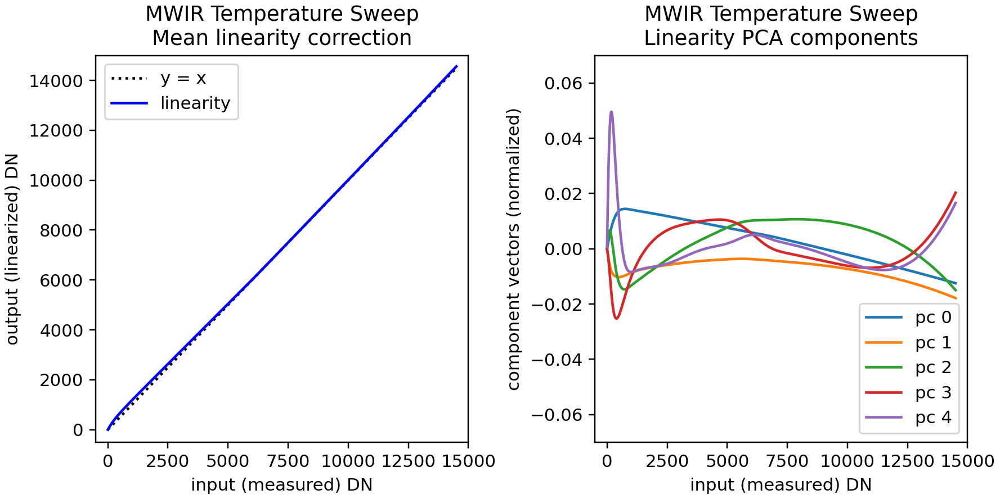 MWIR Temperature Sweep
Mean linearity correction
y = x
linearity
14000
12000
10000
8000
6000
4000
2000
0
output (linearized) DN
0 2500 5000 7500 10000 12500 15000
input (measured) DN
MWIR Temperature Sweep
Linearity PCA components
0.06
0.04
0.02
0.00
−0.02
−0.04
−0.06
component vectors (normalized)
pc 0
pc 1
pc 2
pc 3
pc 4
0 2500 5000 7500 10000 12500 15000
input (measured) DN